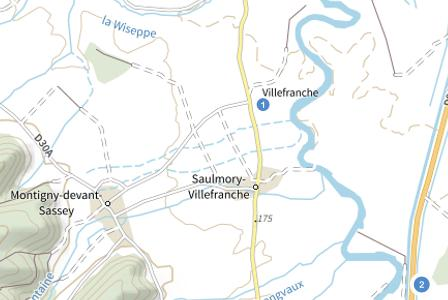 la Wiseppe
Villefranche
1
D30A
Saulmory-
Villefranche
Montigny-devant-
Sassey
175
2